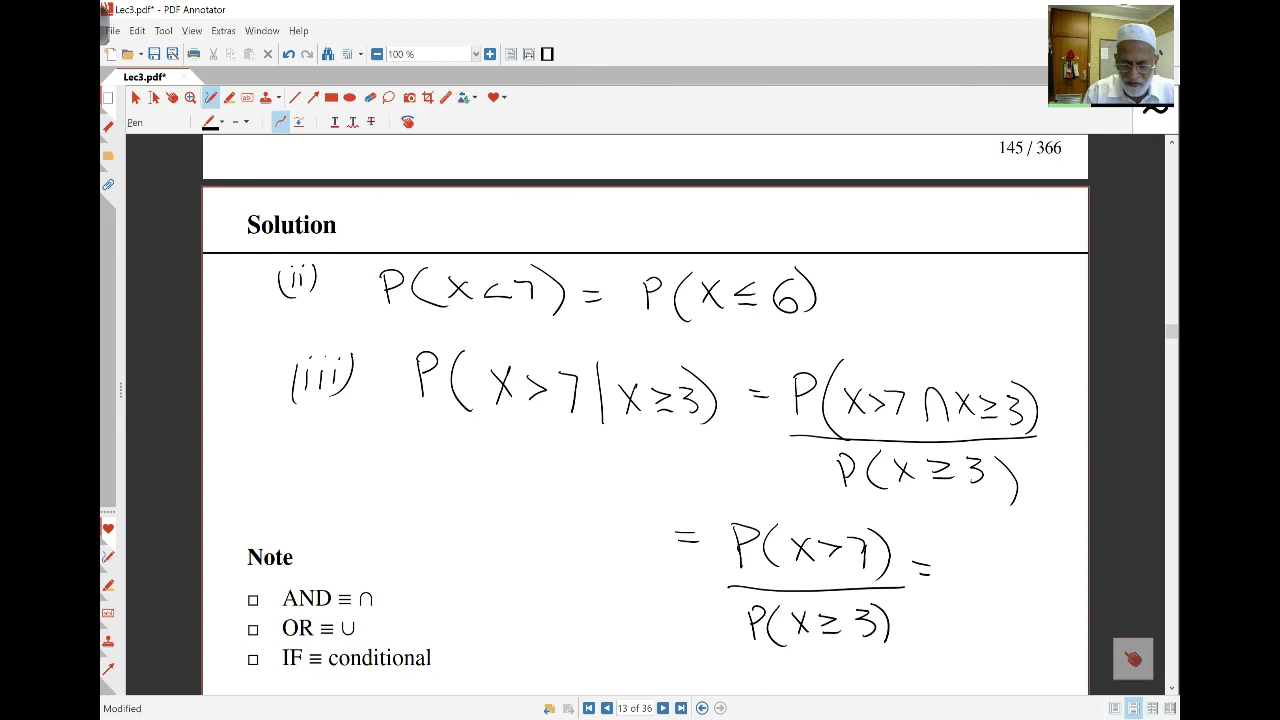 Lec3.pdf* - PDF Annotator
File Edit Tool View Extras Window Help
100 %
Lec3.pdf*
Pen
145 / 366
Solution
(ii) P(X<7) = P(X≤6)
(iii) P(X>7|X≥3) = P(X>7∩X≥3)
P(X≥3)
= P(X>7) =
P(X≥3)
Note
□ AND ≡ ∩
□ OR ≡ ∪
□ IF ≡ conditional
Modified
13 of 36